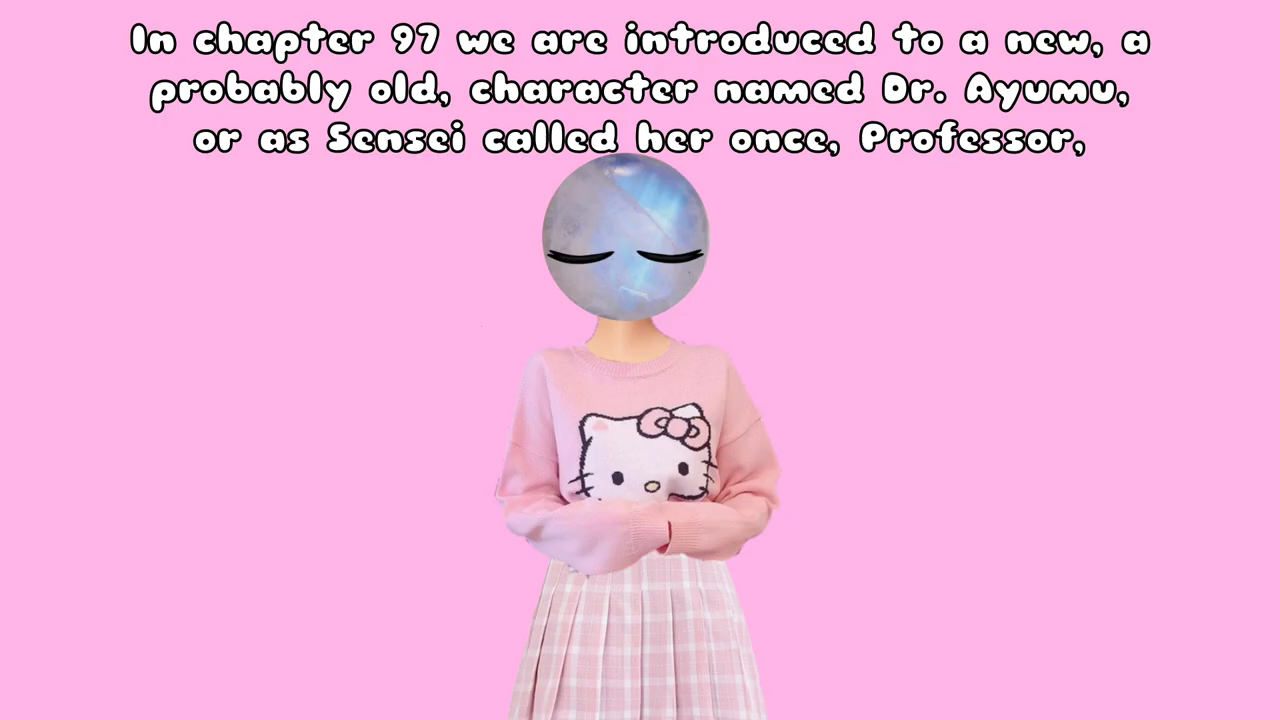 In chapter 97 we are introduced to a new, a
probably old, character named Dr. Ayumu,
or as Sensei called her once, Professor,